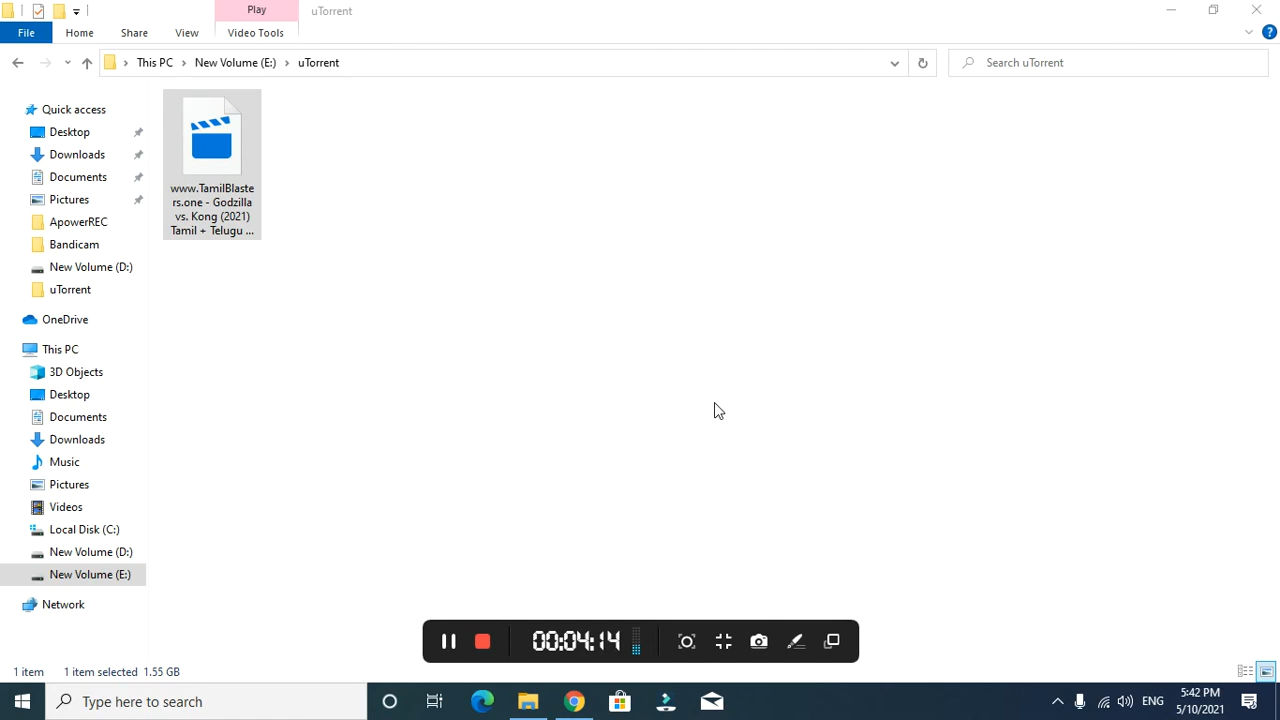 Play
uTorrent
File
Home
Share
View
Video Tools
This PC
New Volume (E:)
uTorrent
Search uTorrent
Quick access
Desktop
Downloads
Documents
Pictures
ApowerREC
Bandicam
New Volume (D:)
uTorrent
OneDrive
This PC
3D Objects
Desktop
Documents
Downloads
Music
Pictures
Videos
Local Disk (C:)
New Volume (D:)
New Volume (E:)
Network
www.TamilBlaste
rs.one - Godzilla
vs. Kong (2021)
Tamil + Telugu ...
00:04:14
1 item
1 item selected 1.55 GB
Type here to search
ENG
5:42 PM
5/10/2021